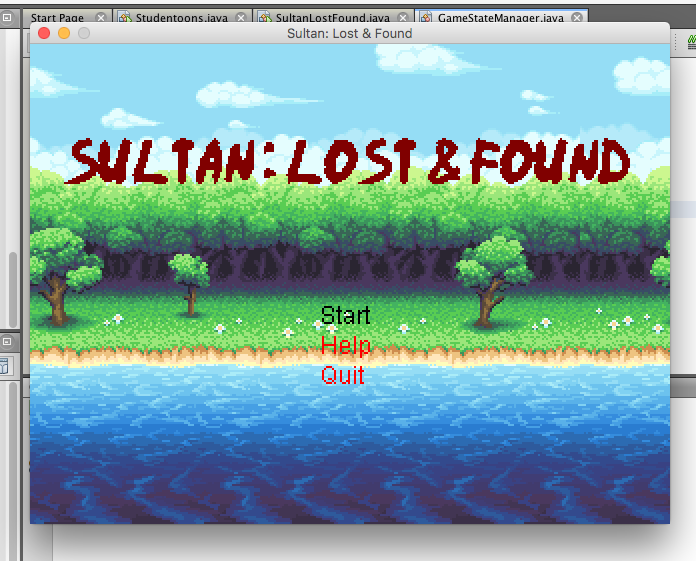 Start Page
Studentoons.java
SultanLostFound.java
GameStateManager.java
Sultan: Lost & Found
SULTAN: LOST & FOUND
Start
Help
Quit